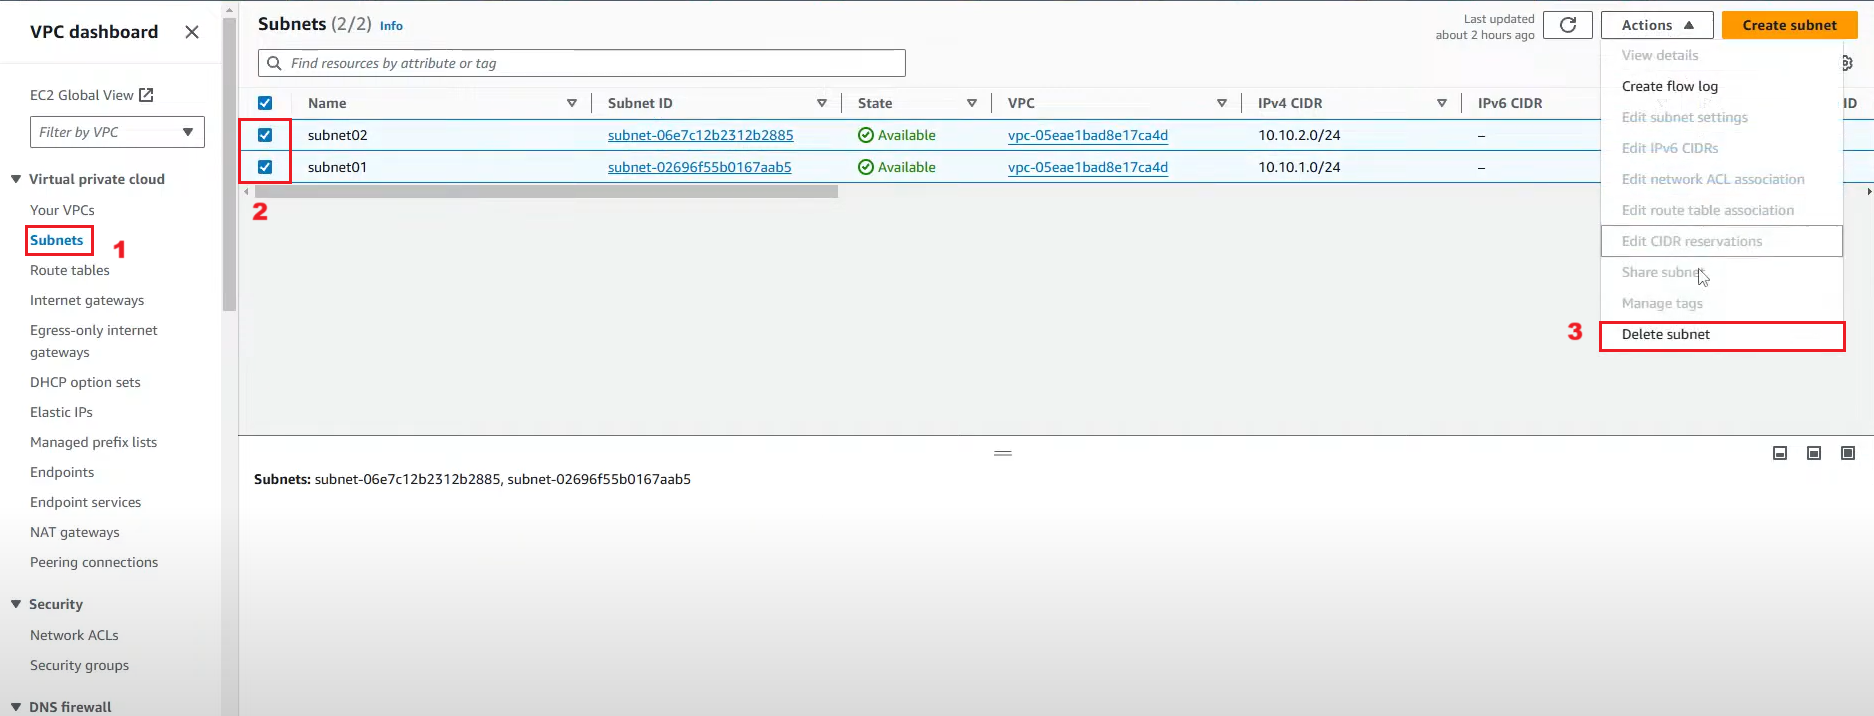 VPC dashboard
EC2 Global View
Filter by VPC
Virtual private cloud
Your VPCs
Subnets
1
Route tables
Internet gateways
Egress-only internet
gateways
DHCP option sets
Elastic IPs
Managed prefix lists
Endpoints
Endpoint services
NAT gateways
Peering connections
Security
Network ACLs
Security groups
DNS firewall
Subnets (2/2) Info
Last updated
about 2 hours ago
Actions
Create subnet
Find resources by attribute or tag
Name Subnet ID State VPC IPv4 CIDR IPv6 CIDR ID
subnet02 subnet-06e7c12b2312b2885 Available vpc-05eae1bad8e17ca4d 10.10.2.0/24 –
subnet01 subnet-02696f55b0167aab5 Available vpc-05eae1bad8e17ca4d 10.10.1.0/24 –
2
View details
Create flow log
Edit subnet settings
Edit IPv6 CIDRs
Edit network ACL association
Edit route table association
Edit CIDR reservations
Share subnet
Manage tags
3
Delete subnet
Subnets: subnet-06e7c12b2312b2885, subnet-02696f55b0167aab5